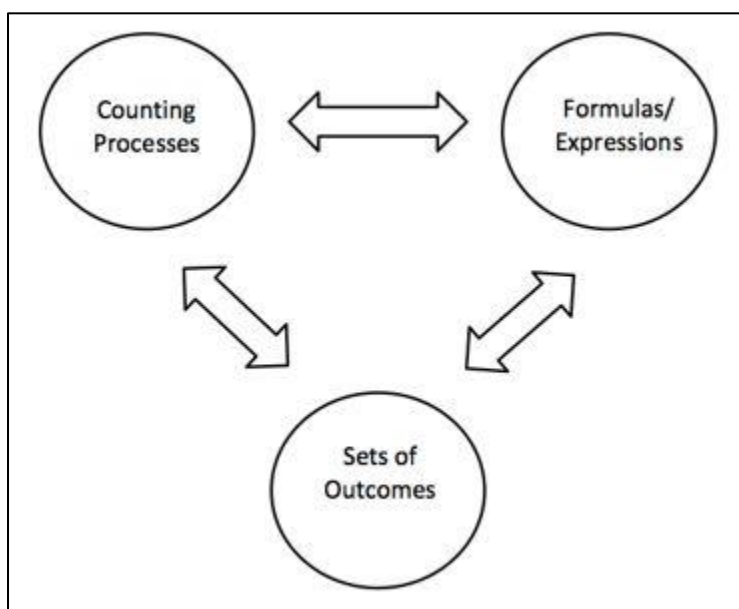 Counting
Processes
Formulas/
Expressions
Sets of
Outcomes